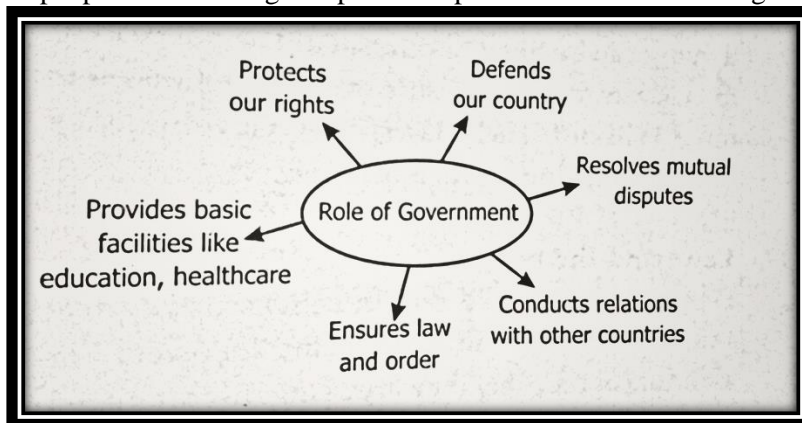 Protects
our rights
Defends
our country
Resolves mutual
disputes
Role of Government
Provides basic
facilities like
education, healthcare
Conducts relations
with other countries
Ensures law
and order